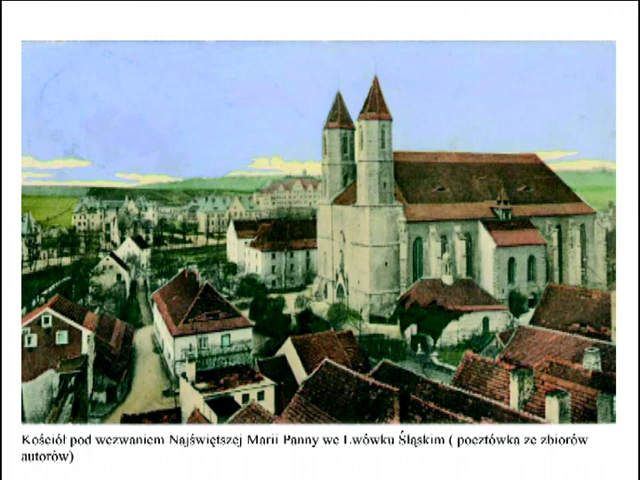 Kościół pod wezwaniem Najświętszej Marii Panny we Lwówku Śląskim ( pocztówka ze zbiorów
autorów)